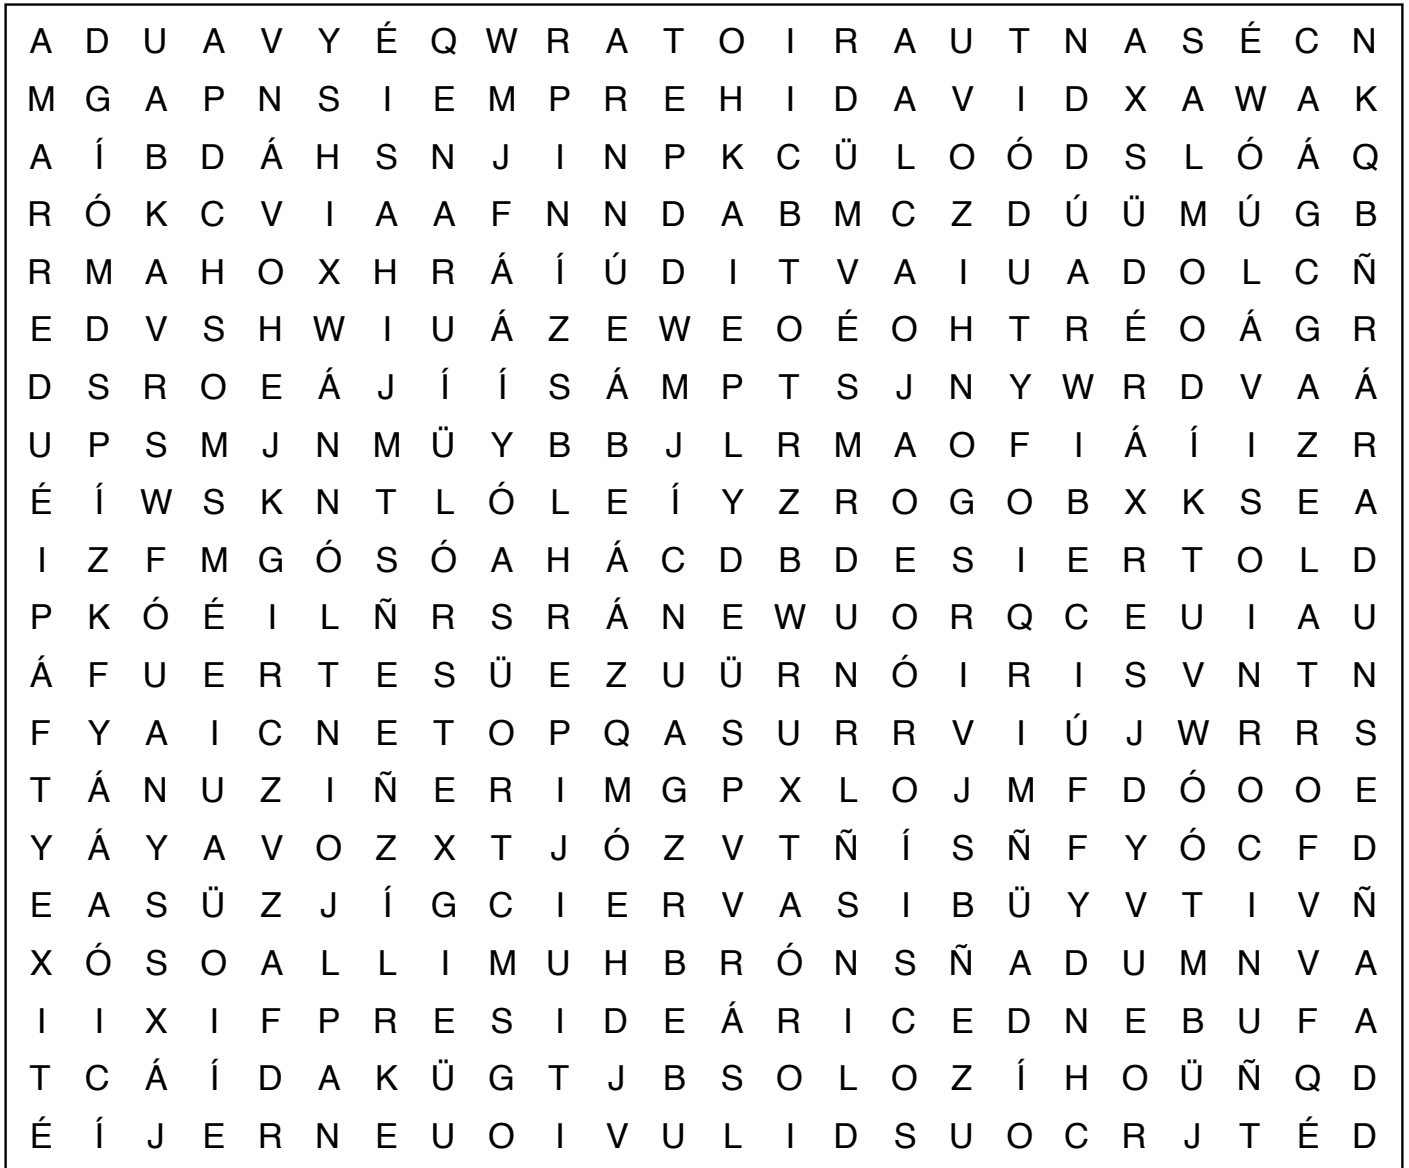 A D U A V Y É Q W R A T O I R A U T N A S É C N
M G A P N S I E M P R E H I D A V I D X A W A K
A Í B D Á H S N J I N P K C Ü L O Ó D S L Ó Á Q
R Ó K C V I A A F N N D A B M C Z D Ú Ü M Ú G B
R M A H O X H R Á Í Ú D I T V A I U A D O L C Ñ
E D V S H W I U Á Z E W E O É O H T R É O Á G R
D S R O E Á J Í Í S Á M P T S J N Y W R D V A Á
U P S M J N M Ü Y B B J L R M A O F I Á Í I Z R
É Í W S K N T L Ó L E Í Y Z R O G O B X K S E A
I Z F M G Ó S Ó A H Á C D B D E S I E R T O L D
P K Ó É I L Ñ R S R Á N E W U O R Q C E U I A U
Á F U E R T E S Ü E Z U Ü R N Ó I R I S V N T N
F Y A I C N E T O P Q A S U R R V I Ú J W R R S
T Á N U Z I Ñ E R I M G P X L O J M F D Ó O O E
Y Á Y A V O Z X T J Ó Z V T Ñ Í S Ñ F Y Ó C F D
E A S Ü Z J Í G C I E R V A S I B Ü Y V T I V Ñ
X Ó S O A L L I M U H B R Ó N S Ñ A D U M N V A
I I X I F P R E S I D E Á R I C E D N E B U F A
T C Á Í D A K Ü G T J B S O L O Z Í H O Ü Ñ Q D
É Í J E R N E U O I V U L I D S U O C R J T É D